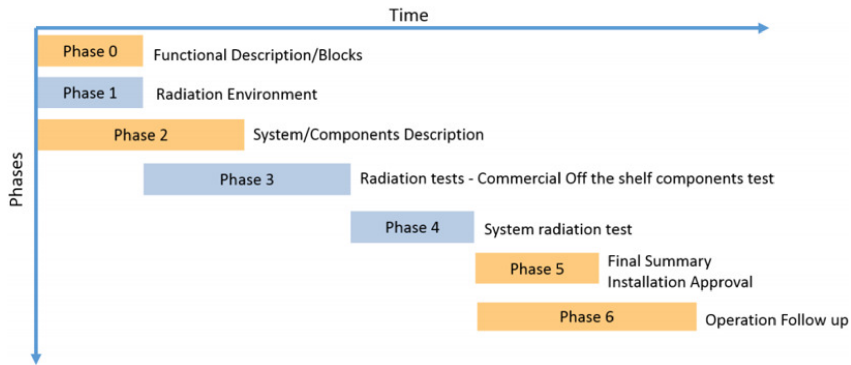 Time
Phases
Phase 0
Functional Description/Blocks
Phase 1
Radiation Environment
Phase 2
System/Components Description
Phase 3
Radiation tests - Commercial Off the shelf components test
Phase 4
System radiation test
Phase 5
Final Summary
Installation Approval
Phase 6
Operation Follow up